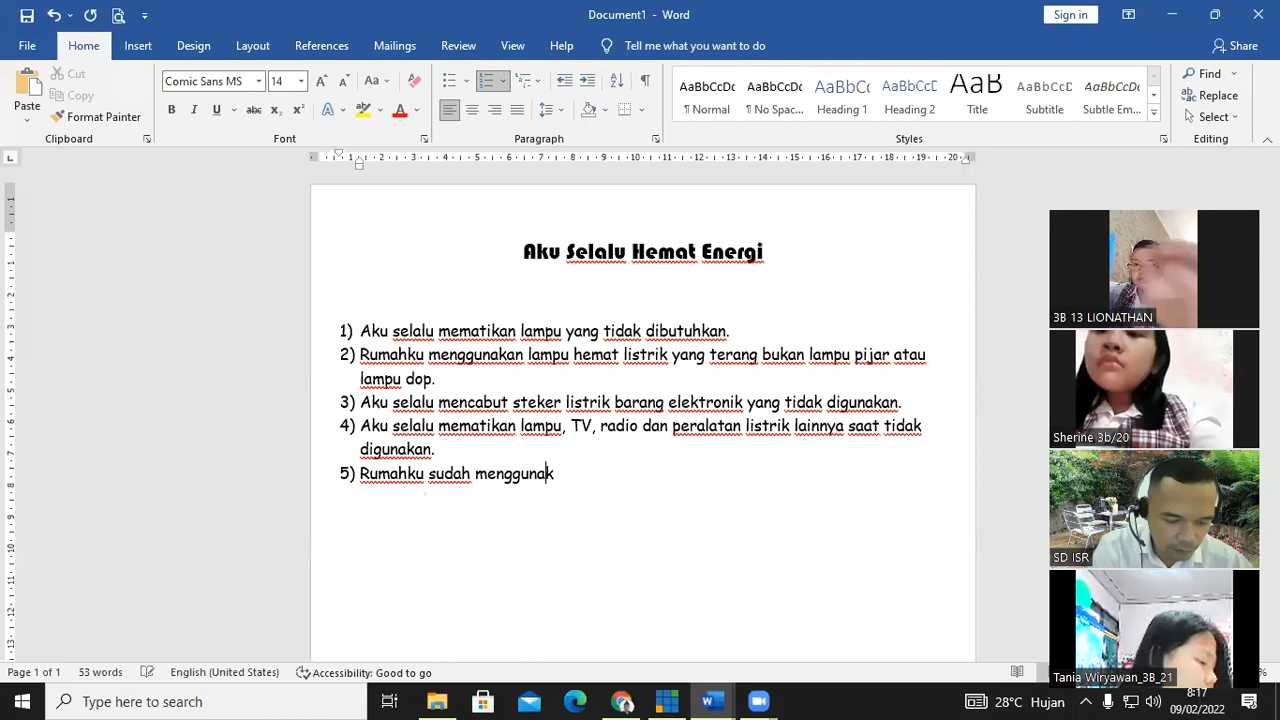 Document1 - Word
Sign in
File Home Insert Design Layout References Mailings Review View Help Tell me what you want to do Share
Paste
Cut
Copy
Format Painter
Clipboard
Comic Sans MS 14
Font
Paragraph
AaBbCcDc ¶ Normal
AaBbCcDc ¶ No Spac...
AaBbC Heading 1
AaBbCcD Heading 2
AaB Title
AaBbCcD Subtitle
AaBbCcDc Subtle Em...
Styles
Find
Replace
Select
Editing
Aku Selalu Hemat Energi
1) Aku selalu mematikan lampu yang tidak dibutuhkan.
2) Rumahku menggunakan lampu hemat listrik yang terang bukan lampu pijar atau
lampu dop.
3) Aku selalu mencabut steker listrik barang elektronik yang tidak digunakan.
4) Aku selalu mematikan lampu, TV, radio dan peralatan listrik lainnya saat tidak
digunakan.
5) Rumahku sudah menggunak
3B 13 LIONATHAN
Sherine 3b/20
SD ISR
Tania Wiryawan_3B_21
Page 1 of 1 53 words English (United States) Accessibility: Good to go
Type here to search
28°C Hujan
8:17
09/02/2022